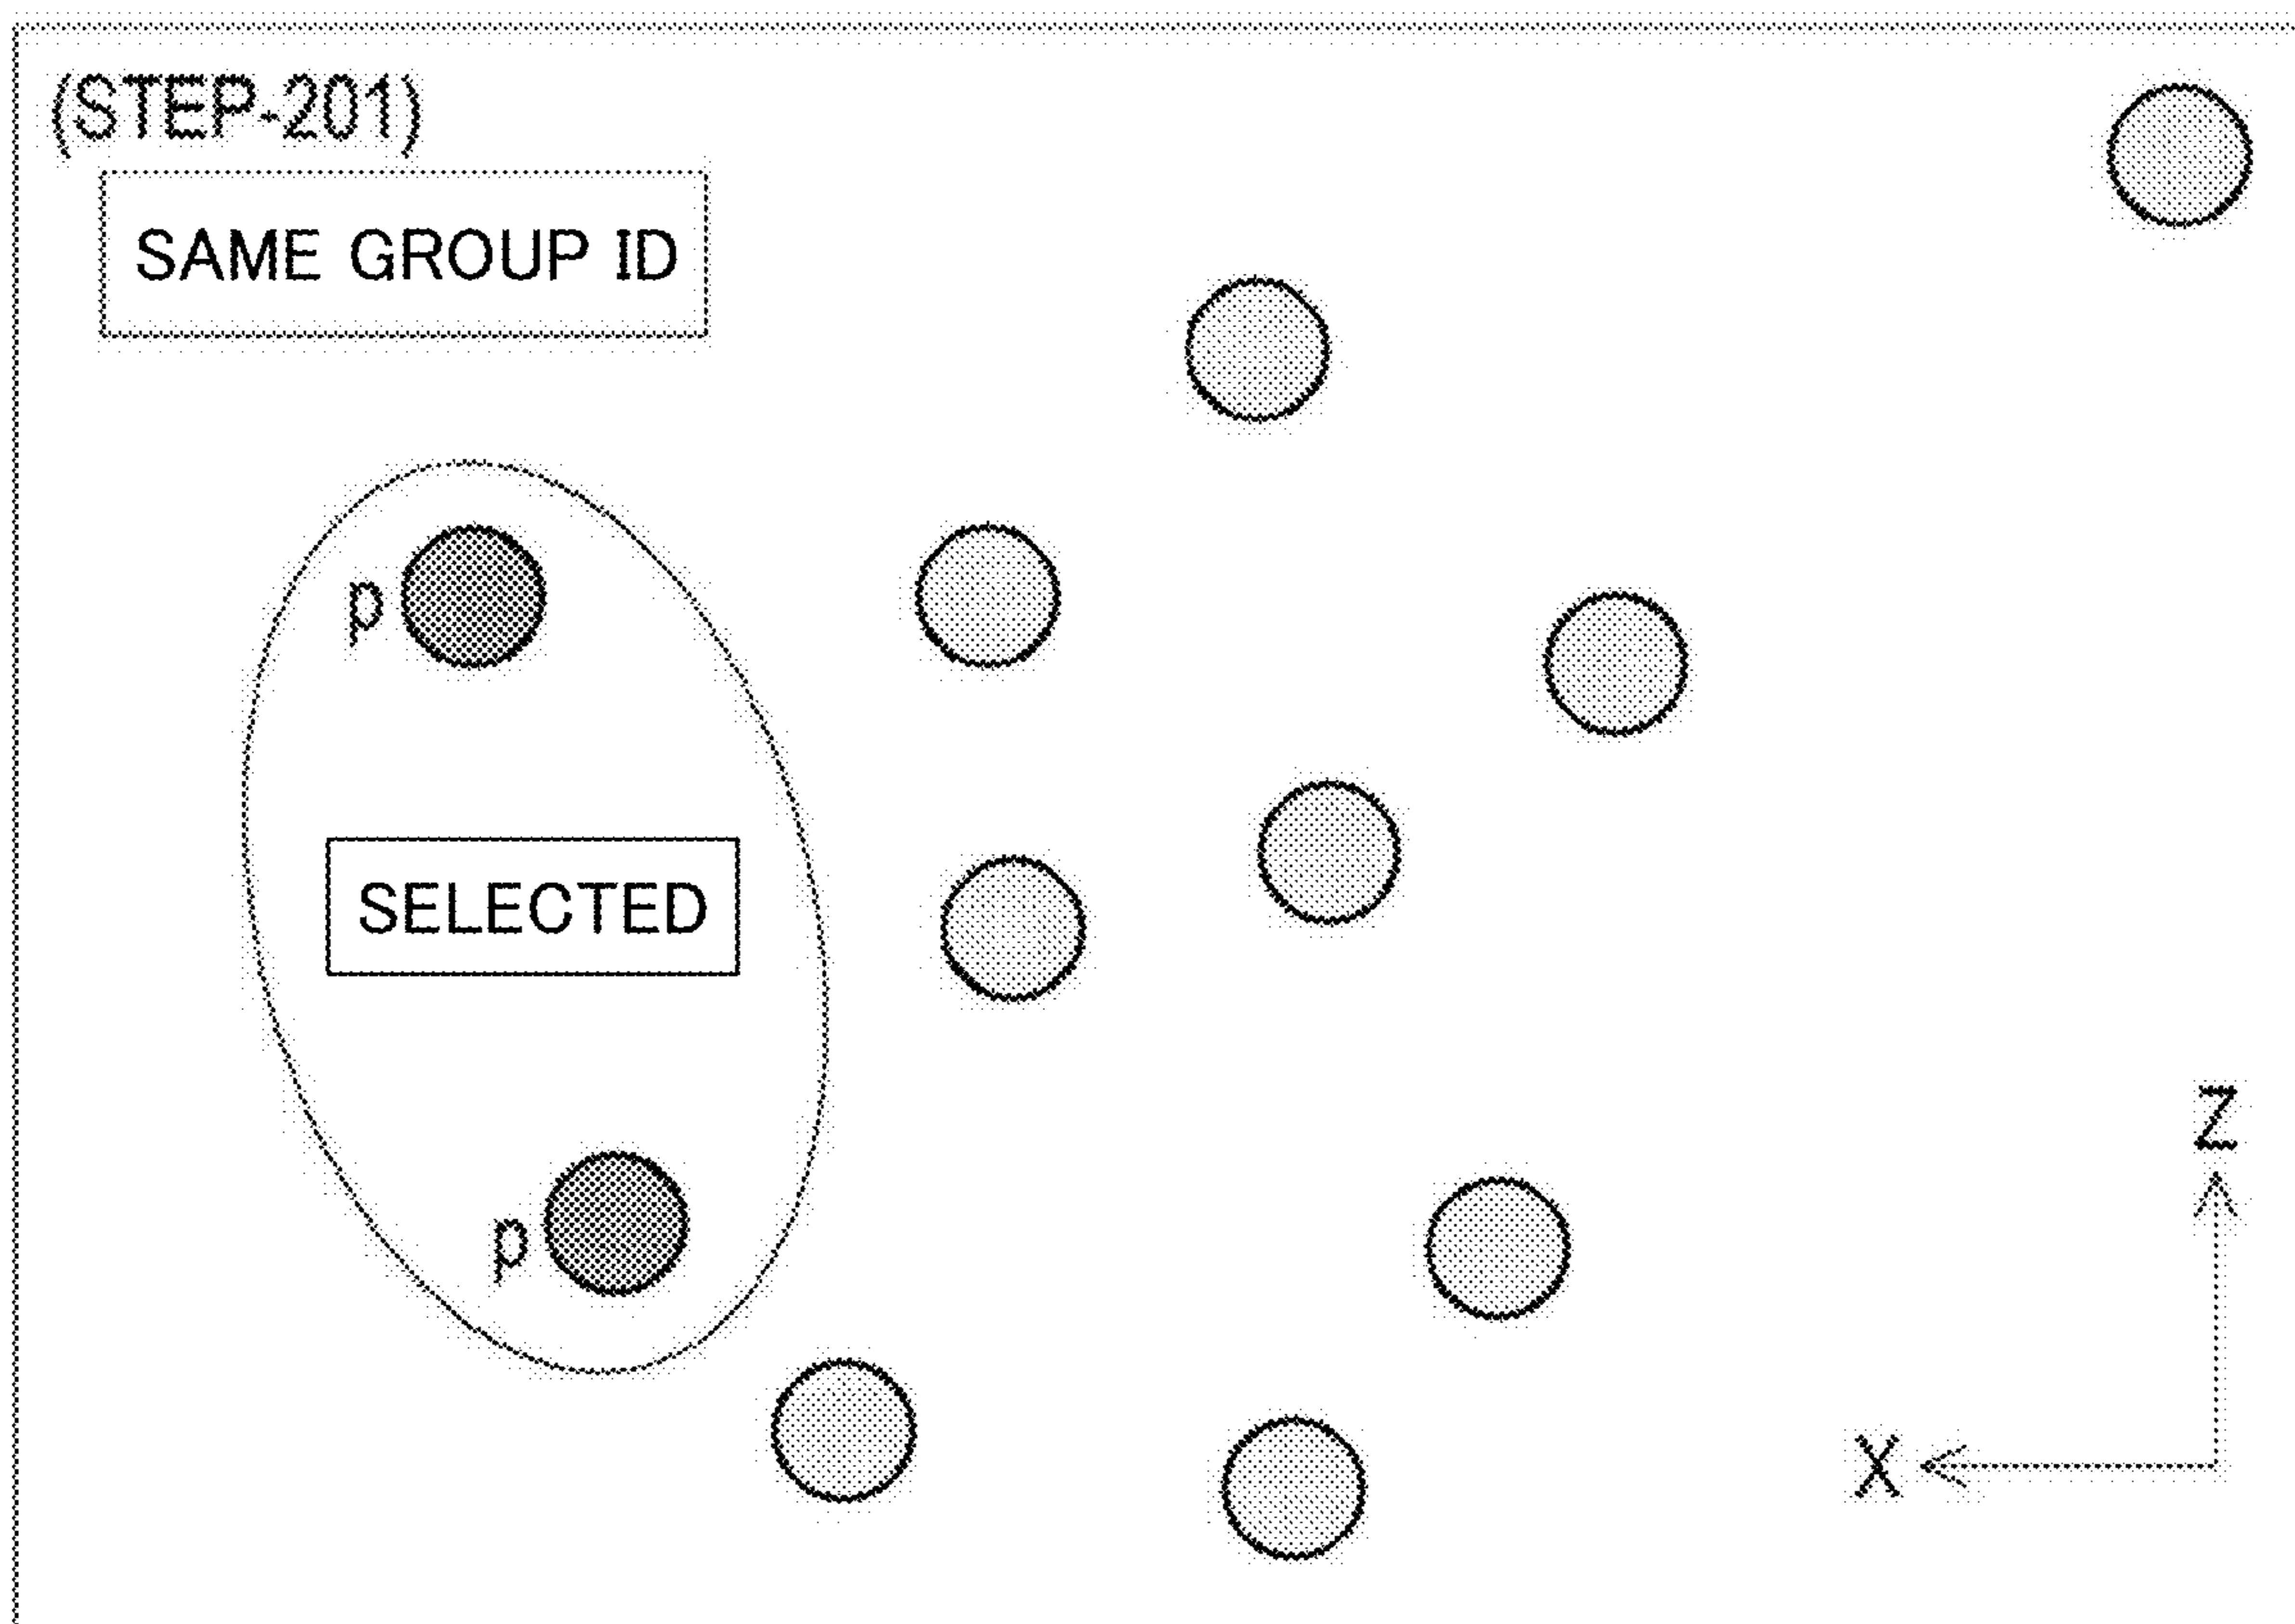 (STEP-201)
SAME GROUP ID
p
SELECTED
p
Z
X